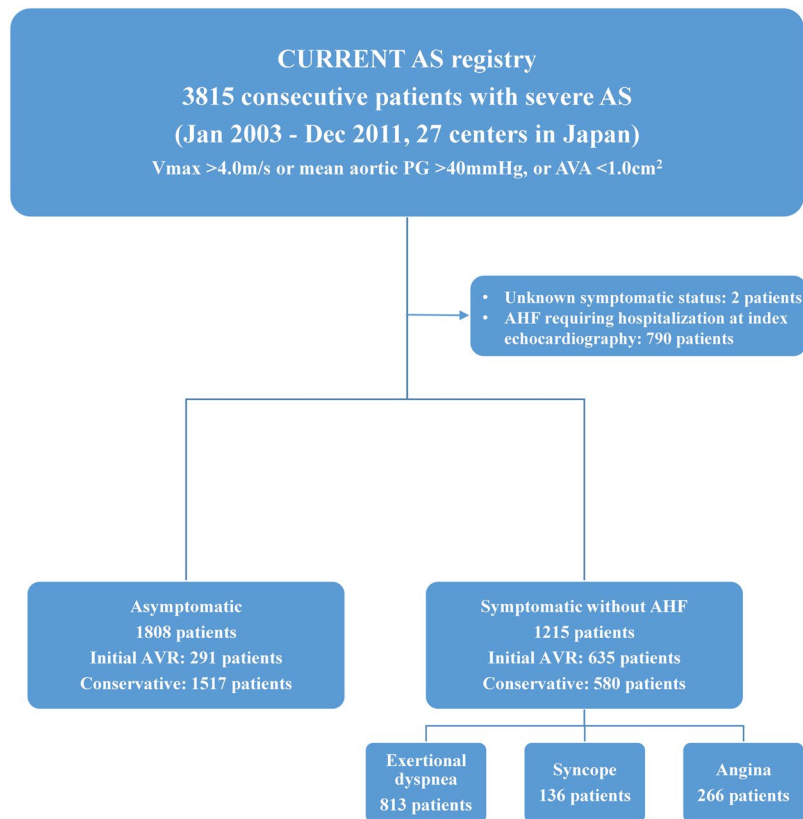 CURRENT AS registry
3815 consecutive patients with severe AS
(Jan 2003 - Dec 2011, 27 centers in Japan)
Vmax >4.0m/s or mean aortic PG >40mmHg, or AVA <1.0cm²
• Unknown symptomatic status: 2 patients
• AHF requiring hospitalization at index
echocardiography: 790 patients
Asymptomatic
1808 patients
Initial AVR: 291 patients
Conservative: 1517 patients
Symptomatic without AHF
1215 patients
Initial AVR: 635 patients
Conservative: 580 patients
Exertional
dyspnea
813 patients
Syncope
136 patients
Angina
266 patients